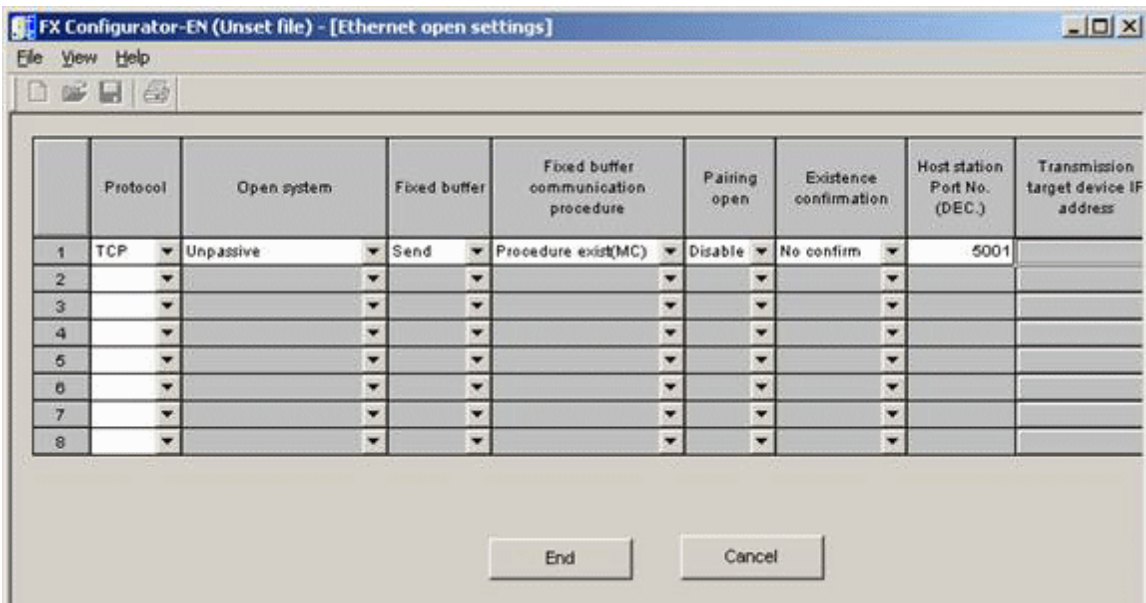 FX Configurator-EN (Unset file) - [Ethernet open settings]
File View Help
Protocol Open system Fixed buffer Fixed buffer communication procedure Pairing open Existence confirmation Host station Port No. (DEC.) Transmission target device IP address
1 TCP Unpassive Send Procedure exist(MC) Disable No confirm 5001
2
3
4
5
6
7
8
End Cancel